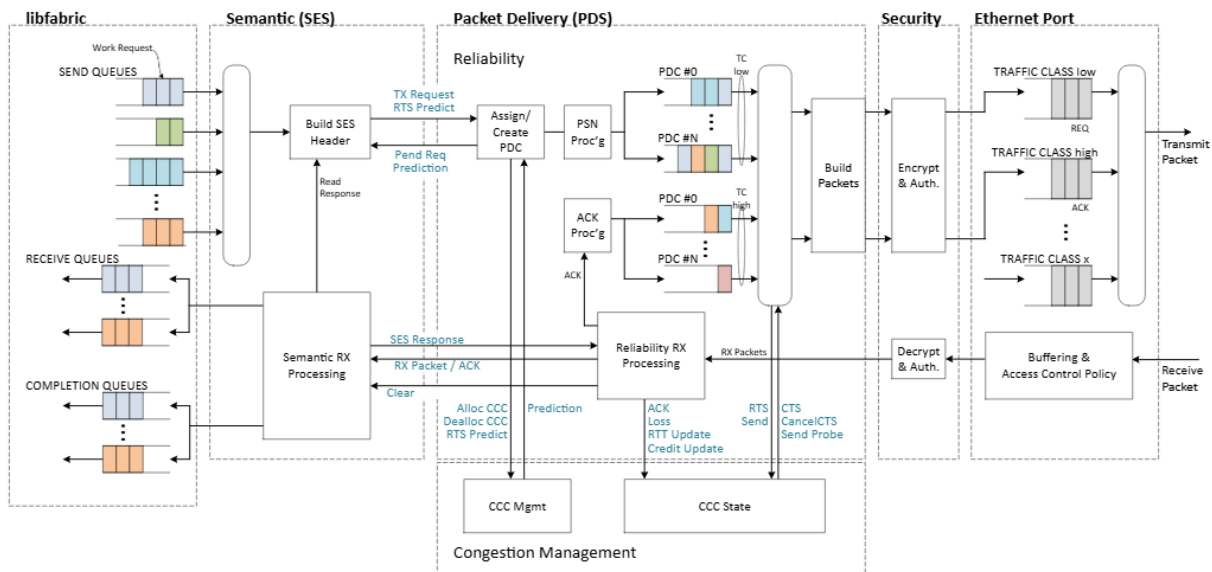 libfabric
Semantic (SES)
Packet Delivery (PDS)
Security
Ethernet Port
Work Request
SEND QUEUES
Build SES
Header
Read
Response
TX Request
RTS Predict
Pend Req
Prediction
Reliability
Assign/
Create
PDC
PSN
Proc'g
PDC #0
TC
low
PDC #N
ACK
Proc'g
PDC #0
TC
high
PDC #N
ACK
Build
Packets
Encrypt
& Auth.
TRAFFIC CLASS low
REQ
TRAFFIC CLASS high
ACK
TRAFFIC CLASS x
Transmit
Packet
RECEIVE QUEUES
COMPLETION QUEUES
Semantic RX
Processing
SES Response
RX Packet / ACK
Clear
Reliability RX
Processing
RX Packets
Decrypt
& Auth.
Buffering &
Access Control Policy
Receive
Packet
Alloc CCC
Dealloc CCC
RTS Predict
Prediction
ACK
Loss
RTT Update
Credit Update
RTS
Send
CTS
CancelCTS
Send Probe
CCC Mgmt
CCC State
Congestion Management